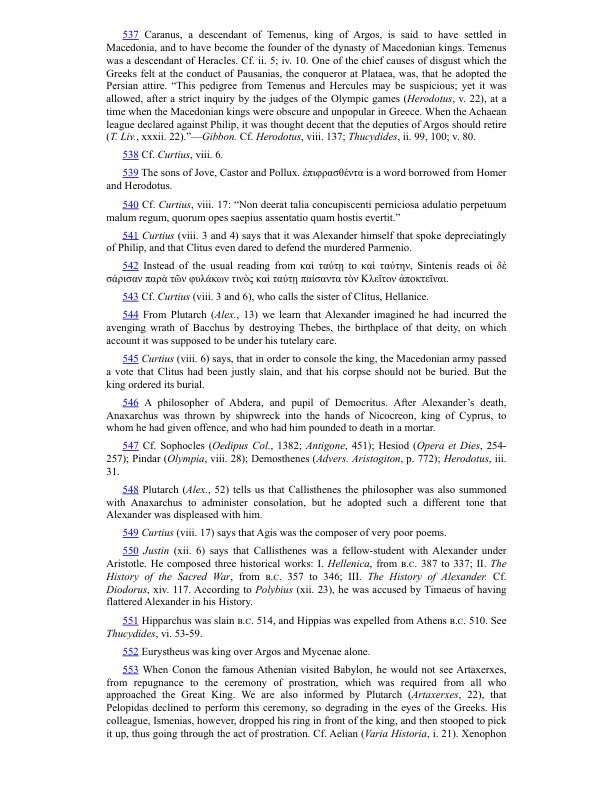 537 Caranus, a descendant of Temenus, king of Argos, is said to have settled in
Macedonia, and to have become the founder of the dynasty of Macedonian kings. Temenus
was a descendant of Heracles. Cf. ii. 5; iv. 10. One of the chief causes of disgust which the
Greeks felt at the conduct of Pausanias, the conqueror at Plataea, was, that he adopted the
Persian attire. “This pedigree from Temenus and Hercules may be suspicious; yet it was
allowed, after a strict inquiry by the judges of the Olympic games (Herodotus, v. 22), at a
time when the Macedonian kings were obscure and unpopular in Greece. When the Achaean
league declared against Philip, it was thought decent that the deputies of Argos should retire
(T. Liv., xxxii. 22).”—Gibbon. Cf. Herodotus, viii. 137; Thucydides, ii. 99, 100; v. 80.
538 Cf. Curtius, viii. 6.
539 The sons of Jove, Castor and Pollux. ἐπιφρασθέντα is a word borrowed from Homer
and Herodotus.
540 Cf. Curtius, viii. 17: “Non deerat talia concupiscenti perniciosa adulatio perpetuum
malum regum, quorum opes saepius assentatio quam hostis evertit.”
541 Curtius (viii. 3 and 4) says that it was Alexander himself that spoke depreciatingly
of Philip, and that Clitus even dared to defend the murdered Parmenio.
542 Instead of the usual reading from καὶ ταύτῃ to καὶ ταύτην, Sintenis reads οἱ δὲ
σάρισαν παρὰ τῶν φυλάκων τινὸς καὶ ταύτῃ παίσαντα τὸν Κλεῖτον ἀποκτεῖναι.
543 Cf. Curtius (viii. 3 and 6), who calls the sister of Clitus, Hellanice.
544 From Plutarch (Alex., 13) we learn that Alexander imagined he had incurred the
avenging wrath of Bacchus by destroying Thebes, the birthplace of that deity, on which
account it was supposed to be under his tutelary care.
545 Curtius (viii. 6) says, that in order to console the king, the Macedonian army passed
a vote that Clitus had been justly slain, and that his corpse should not be buried. But the
king ordered its burial.
546 A philosopher of Abdera, and pupil of Democritus. After Alexander’s death,
Anaxarchus was thrown by shipwreck into the hands of Nicocreon, king of Cyprus, to
whom he had given offence, and who had him pounded to death in a mortar.
547 Cf. Sophocles (Oedipus Col., 1382; Antigone, 451); Hesiod (Opera et Dies, 254-
257); Pindar (Olympia, viii. 28); Demosthenes (Advers. Aristogiton, p. 772); Herodotus, iii.
31.
548 Plutarch (Alex., 52) tells us that Callisthenes the philosopher was also summoned
with Anaxarchus to administer consolation, but he adopted such a different tone that
Alexander was displeased with him.
549 Curtius (viii. 17) says that Agis was the composer of very poor poems.
550 Justin (xii. 6) says that Callisthenes was a fellow-student with Alexander under
Aristotle. He composed three historical works: I. Hellenica, from B.C. 387 to 337; II. The
History of the Sacred War, from B.C. 357 to 346; III. The History of Alexander. Cf.
Diodorus, xiv. 117. According to Polybius (xii. 23), he was accused by Timaeus of having
flattered Alexander in his History.
551 Hipparchus was slain B.C. 514, and Hippias was expelled from Athens B.C. 510. See
Thucydides, vi. 53-59.
552 Eurystheus was king over Argos and Mycenae alone.
553 When Conon the famous Athenian visited Babylon, he would not see Artaxerxes,
from repugnance to the ceremony of prostration, which was required from all who
approached the Great King. We are also informed by Plutarch (Artaxerxes, 22), that
Pelopidas declined to perform this ceremony, so degrading in the eyes of the Greeks. His
colleague, Ismenias, however, dropped his ring in front of the king, and then stooped to pick
it up, thus going through the act of prostration. Cf. Aelian (Varia Historia, i. 21). Xenophon